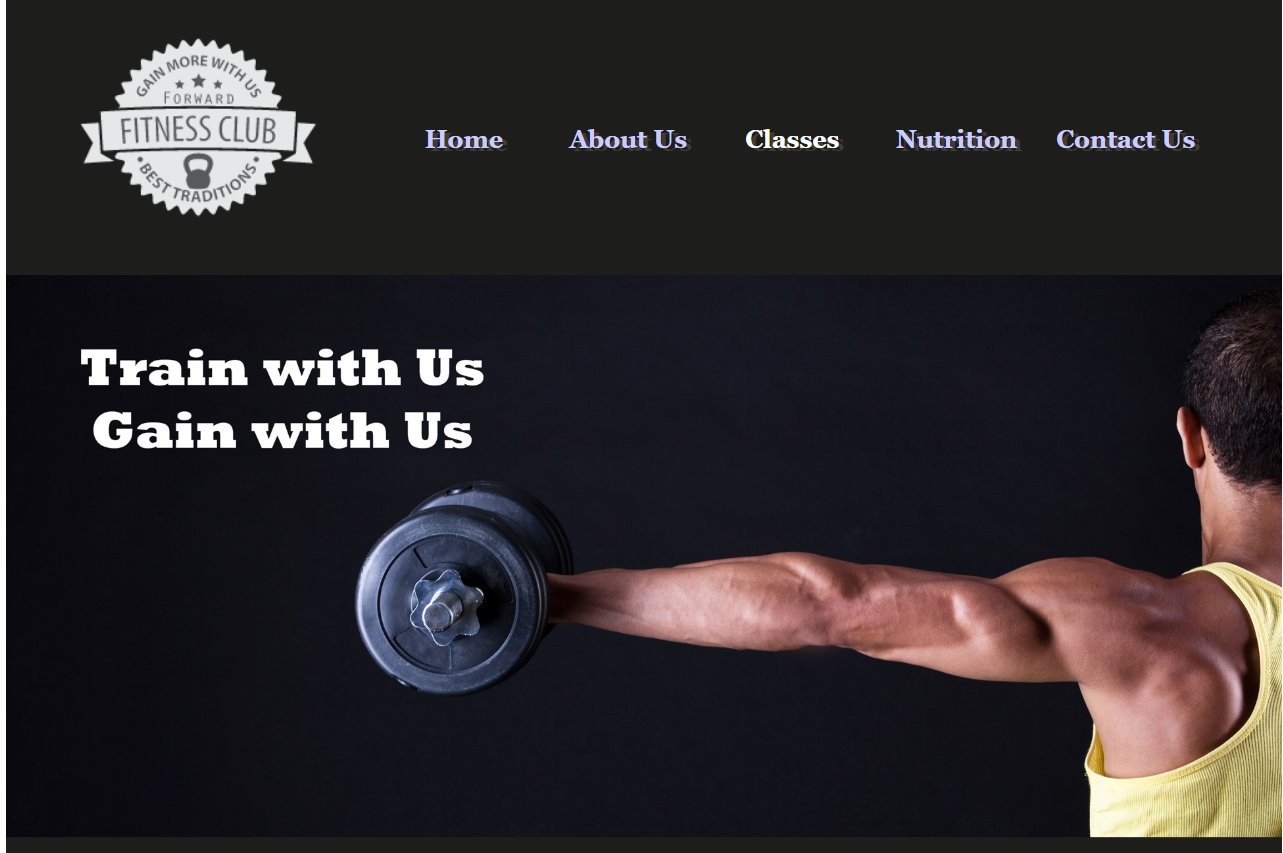 GAIN MORE WITH US
FORWARD
FITNESS CLUB
BEST TRADITIONS
Home About Us Classes Nutrition Contact Us
Train with Us
Gain with Us